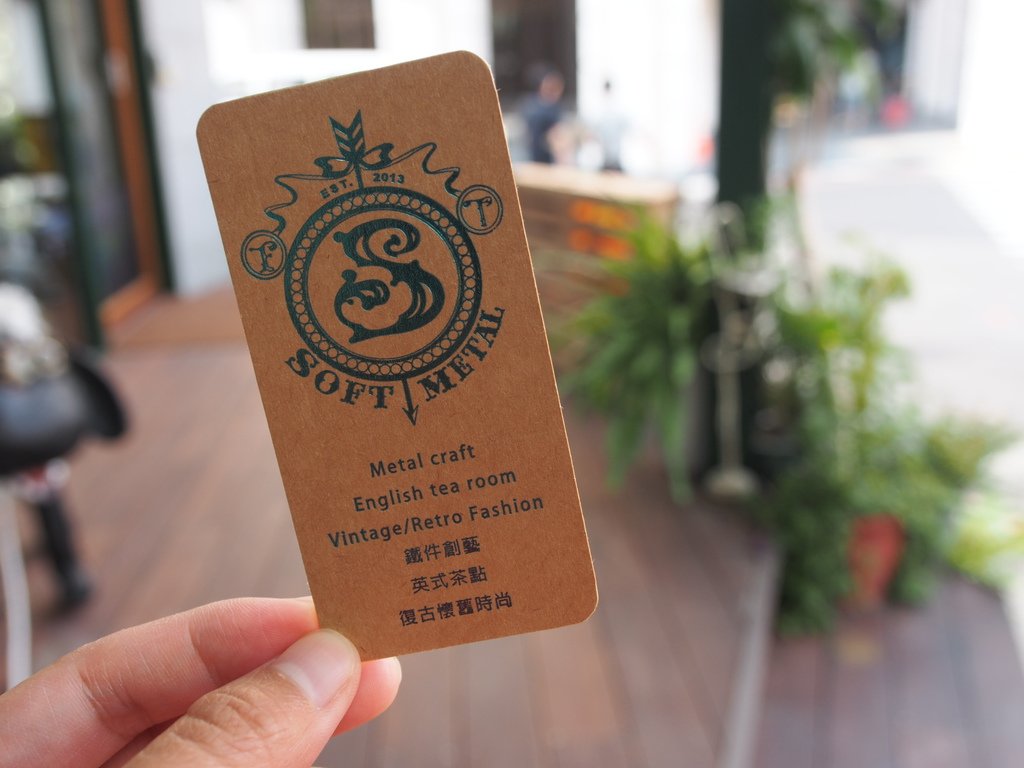 EST. 2013
T T
S
SOFT METAL
Metal craft
English tea room
Vintage/Retro Fashion
鐵件創藝
英式茶點
復古懷舊時尚